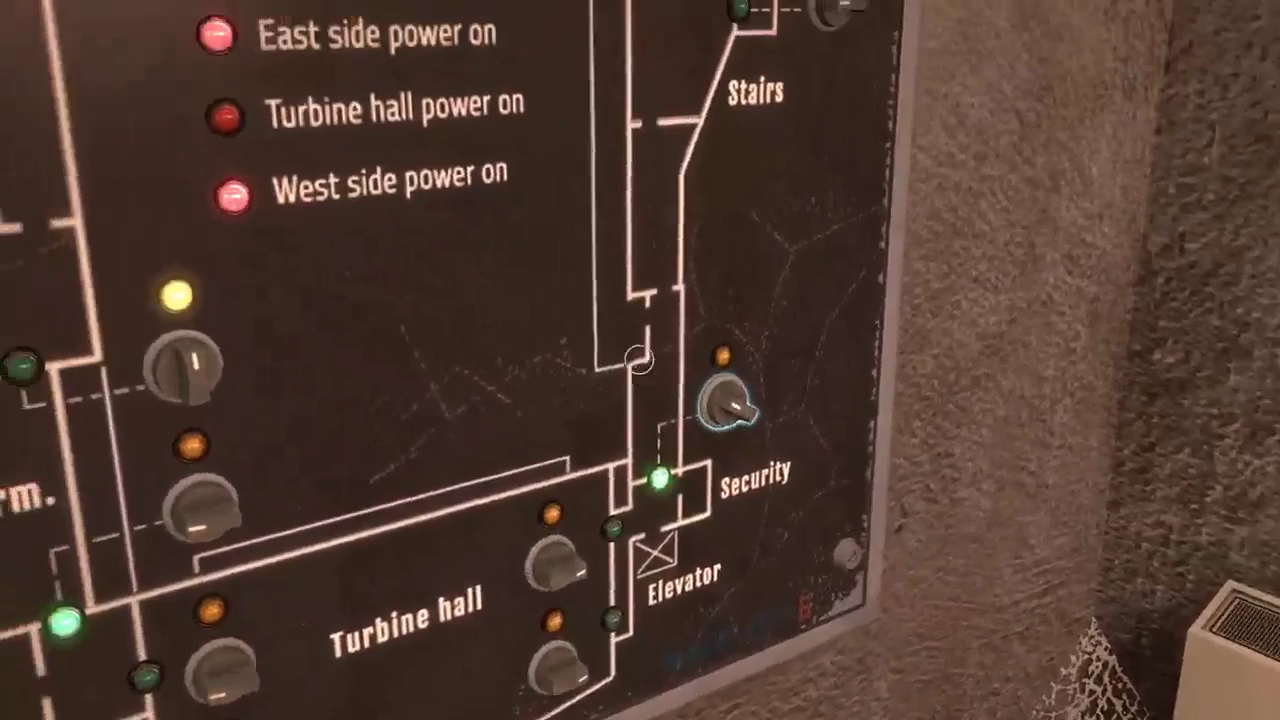 East side power on
Turbine hall power on
West side power on
Stairs
rm.
Security
Elevator
Turbine hall